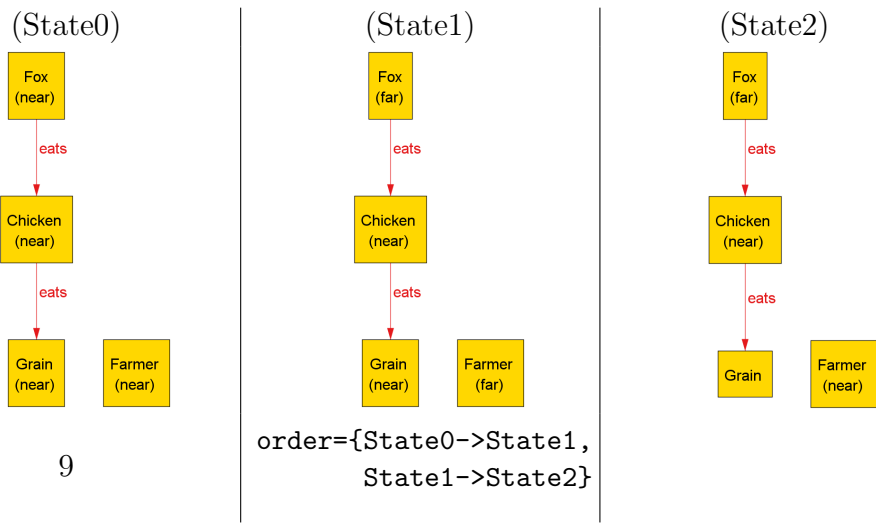 (State0)
Fox
(near)
eats
Chicken
(near)
eats
Grain
(near)
Farmer
(near)
9
(State1)
Fox
(far)
eats
Chicken
(near)
eats
Grain
(near)
Farmer
(far)
order={State0->State1,
State1->State2}
(State2)
Fox
(far)
eats
Chicken
(near)
eats
Grain
Farmer
(near)